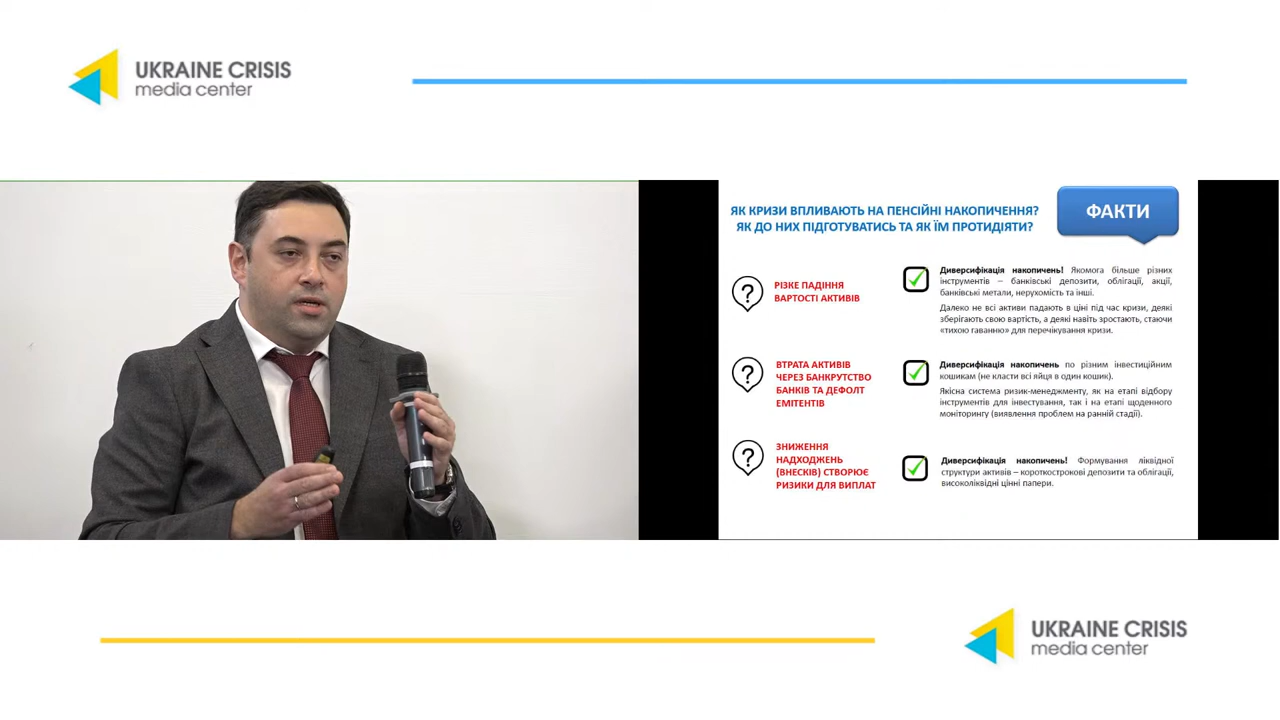 UKRAINE CRISIS
media center
ЯК КРИЗИ ВПЛИВАЮТЬ НА ПЕНСІЙНІ НАКОПИЧЕННЯ?
ЯК ДО НИХ ПІДГОТУВАТИСЬ ТА ЯК ЇМ ПРОТИДІЯТИ?
ФАКТИ
?
РІЗКЕ ПАДІННЯ
ВАРТОСТІ АКТИВІВ
Диверсифікація накопичень! Якомога більше різних
інструментів – банківські депозити, облігації, акції,
банківські метали, нерухомість та інші.
Далеко не всі активи падають в ціні під час кризи, деякі
зберігають свою вартість, а деякі навіть зростають, стаючи
«тихою гаванню» для перечікування кризи.
?
ВТРАТА АКТИВІВ
ЧЕРЕЗ БАНКРУТСТВО
БАНКІВ ТА ДЕФОЛТ
ЕМІТЕНТІВ
Диверсифікація накопичень по різним інвестиційним
кошикам (не класти всі яйця в один кошик).
Якісна система ризик-менеджменту, як на етапі відбору
інструментів для інвестування, так і на етапі щоденного
моніторингу (виявлення проблем на ранній стадії).
?
ЗНИЖЕННЯ
НАДХОДЖЕНЬ
(ВНЕСКІВ) СТВОРЮЄ
РИЗИКИ ДЛЯ ВИПЛАТ
Диверсифікація накопичень! Формування ліквідної
структури активів – короткострокові депозити та облігації,
високоліквідні цінні папери.
UKRAINE CRISIS
media center